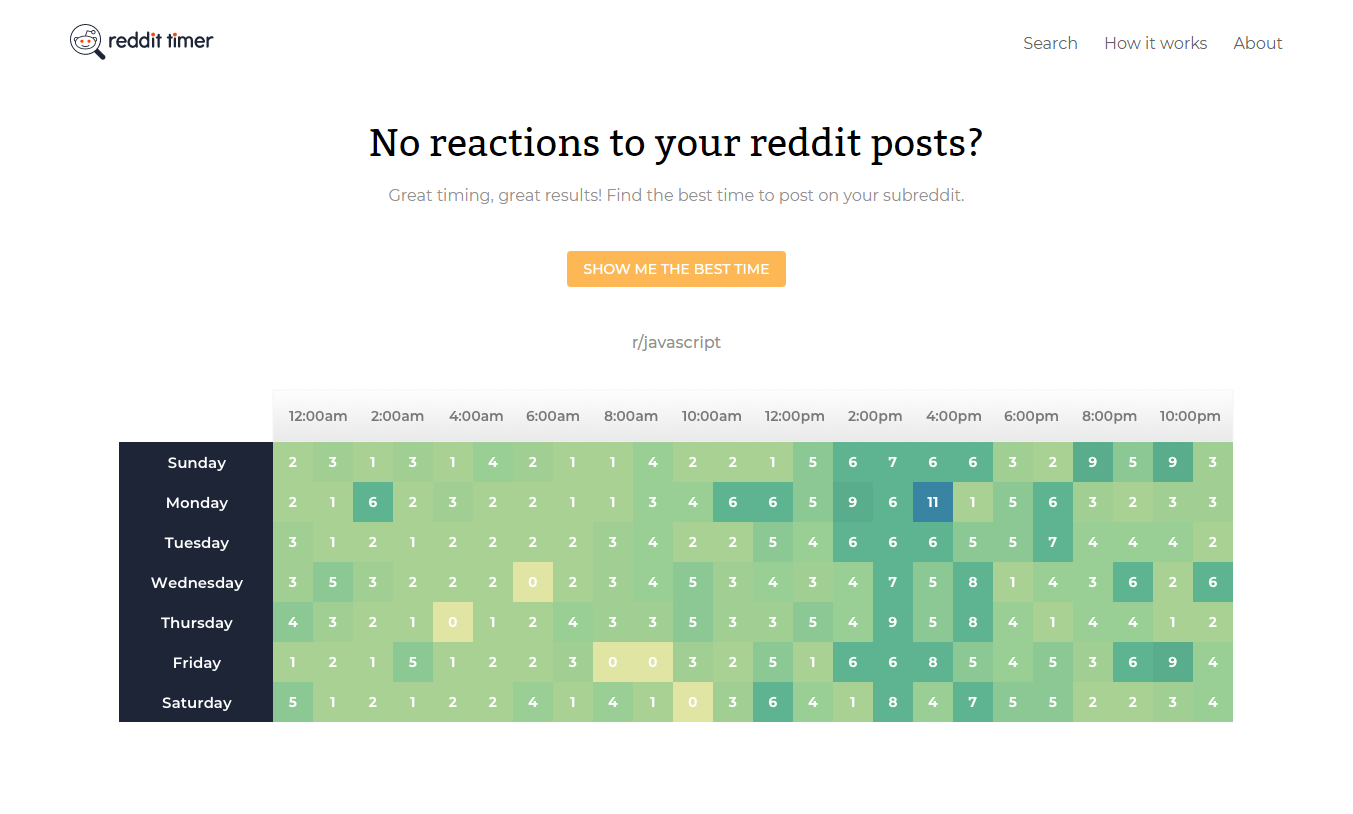 reddit timer
Search How it works About
No reactions to your reddit posts?
Great timing, great results! Find the best time to post on your subreddit.
SHOW ME THE BEST TIME
r/javascript
12:00am 2:00am 4:00am 6:00am 8:00am 10:00am 12:00pm 2:00pm 4:00pm 6:00pm 8:00pm 10:00pm
Sunday 2 3 1 3 1 4 2 1 1 4 2 2 1 5 6 7 6 6 3 2 9 5 9 3
Monday 2 1 6 2 3 2 2 1 1 3 4 6 6 5 9 6 11 1 5 6 3 2 3 3
Tuesday 3 1 2 1 2 2 2 2 3 4 2 2 5 4 6 6 6 5 5 7 4 4 4 2
Wednesday 3 5 3 2 2 2 0 2 3 4 5 3 4 3 4 7 5 8 1 4 3 6 2 6
Thursday 4 3 2 1 0 1 2 4 3 3 5 3 3 5 4 9 5 8 4 1 4 4 1 2
Friday 1 2 1 5 1 2 2 3 0 0 3 2 5 1 6 6 8 5 4 5 3 6 9 4
Saturday 5 1 2 1 2 2 4 1 4 1 0 3 6 4 1 8 4 7 5 5 2 2 3 4